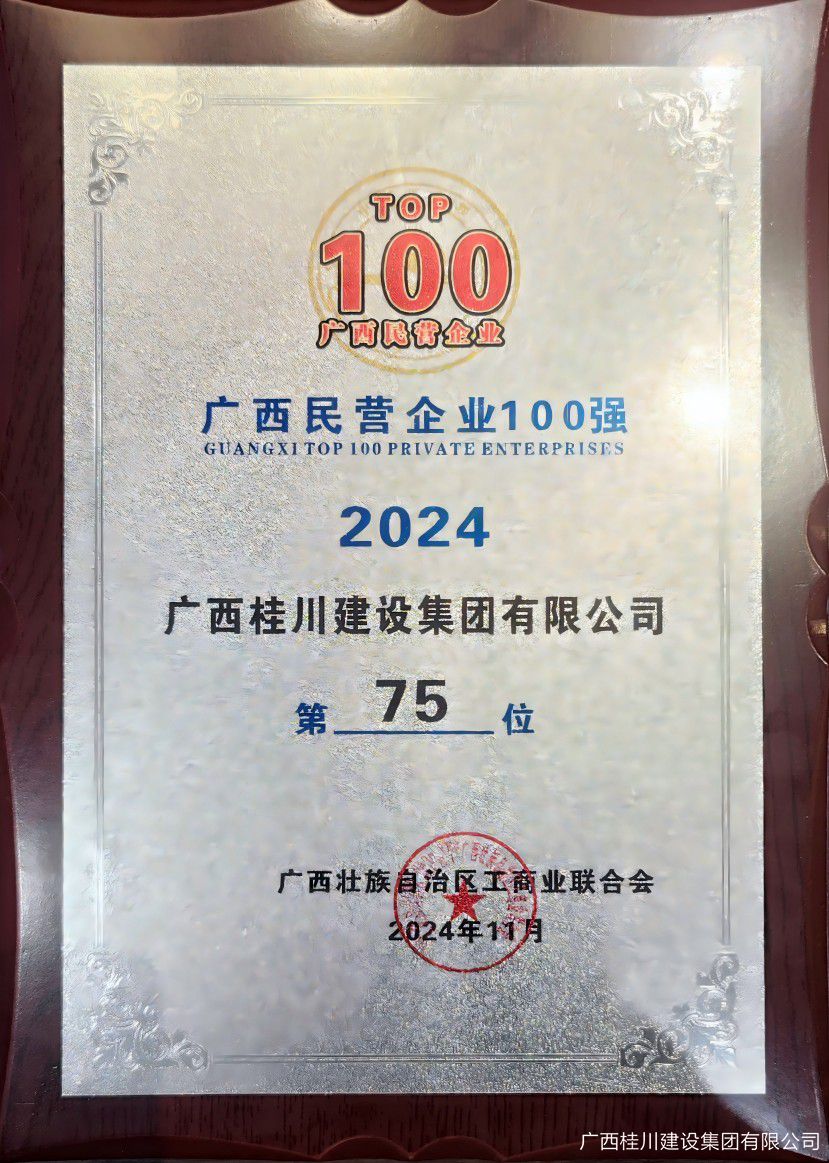 TOP
100
广西民营企业
广西民营企业100强
GUANGXI TOP 100 PRIVATE ENTERPRISES
2024
广西桂川建设集团有限公司
第 75 位
广西壮族自治区工商业联合会
2024年11月
广西桂川建设集团有限公司